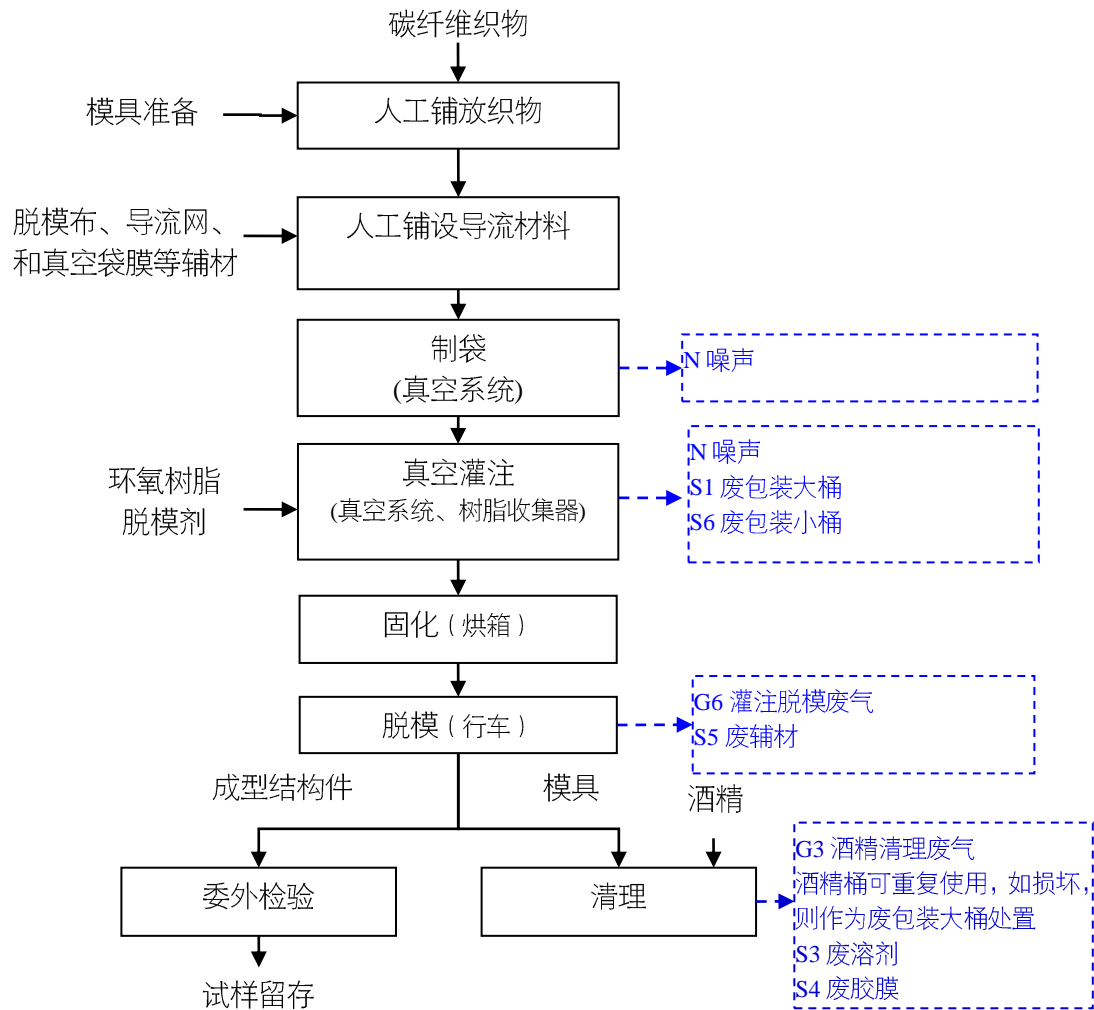 碳纤维织物
模具准备
人工铺放织物
脱模布、导流网、
和真空袋膜等辅材
人工铺设导流材料
制袋
(真空系统)
N 噪声
环氧树脂
脱模剂
真空灌注
(真空系统、树脂收集器)
N 噪声
S1 废包装大桶
S6 废包装小桶
固化（烘箱）
脱模（行车）
G6 灌注脱模废气
S5 废辅材
成型结构件
模具
酒精
委外检验
清理
G3 酒精清理废气
酒精桶可重复使用，如损坏，
则作为废包装大桶处置
S3 废溶剂
S4 废胶膜
试样留存